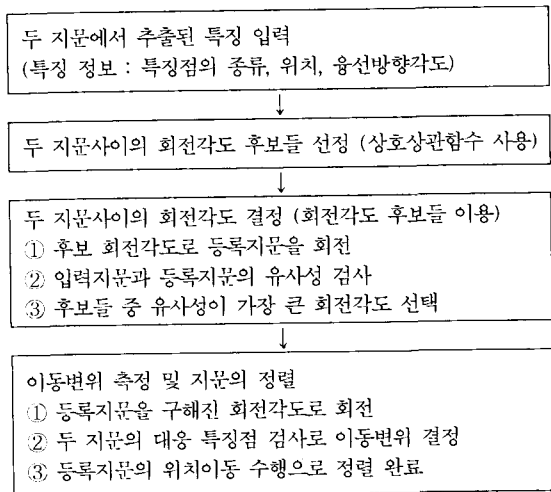 두 지문에서 추출된 특징 입력
(특징 정보 : 특징점의 종류, 위치, 융선방향각도)
두 지문사이의 회전각도 후보들 선정 (상호상관함수 사용)
두 지문사이의 회전각도 결정 (회전각도 후보들 이용)
① 후보 회전각도로 등록지문을 회전
② 입력지문과 등록지문의 유사성 검사
③ 후보들 중 유사성이 가장 큰 회전각도 선택
이동변위 측정 및 지문의 정렬
① 등록지문을 구해진 회전각도로 회전
② 두 지문의 대응 특징점 검사로 이동변위 결정
③ 등록지문의 위치이동 수행으로 정렬 완료